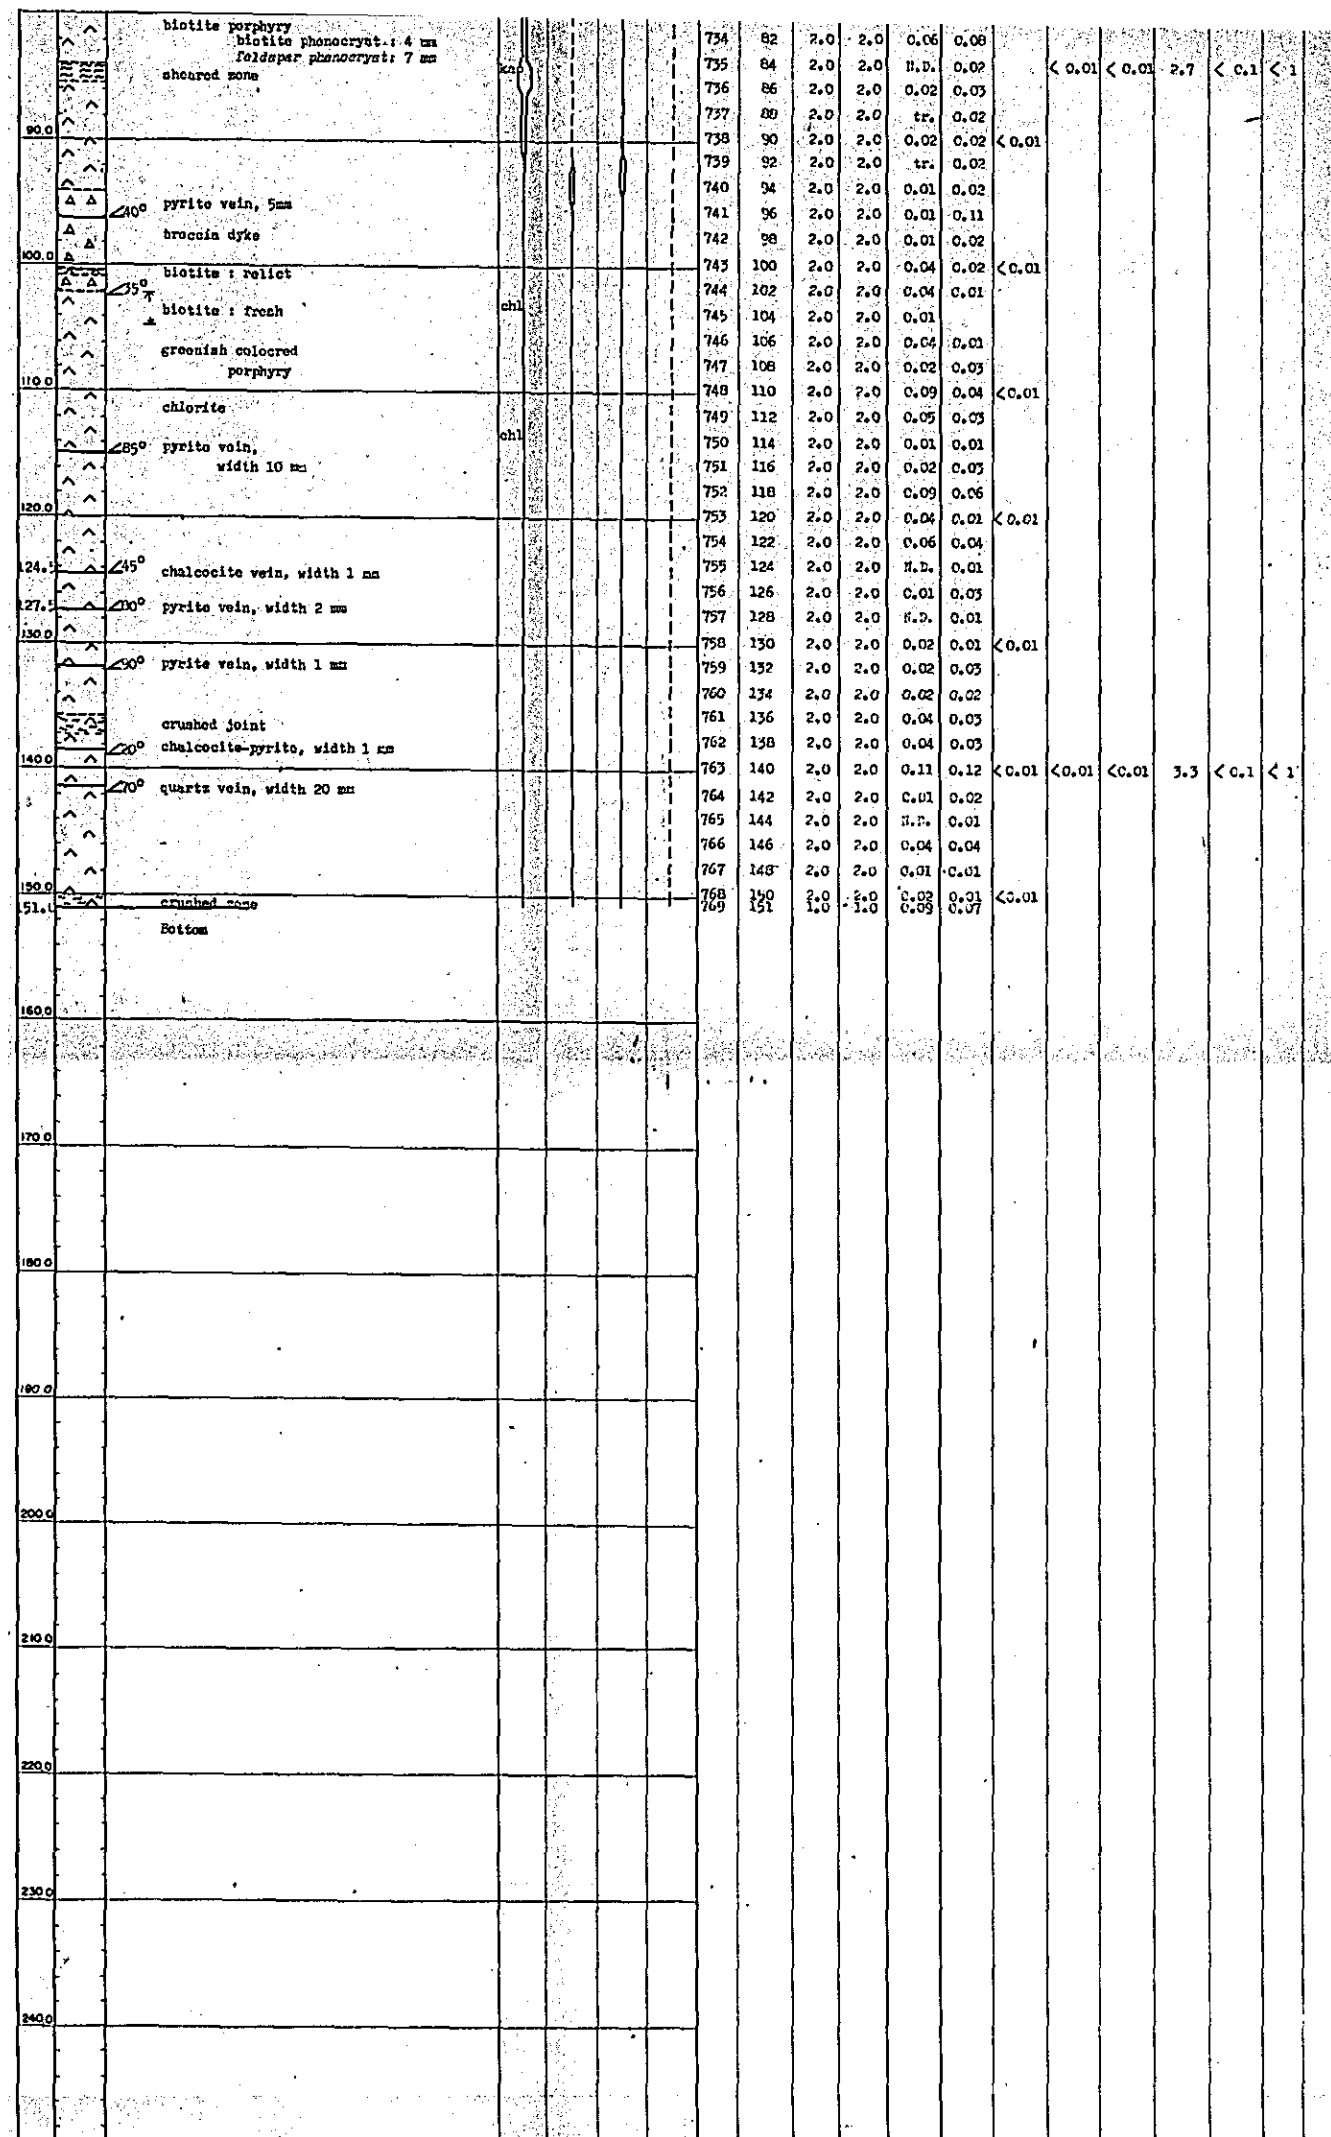 biotite porphyry
biotite phenocryst : 4 mm
feldspar phenocryst: 7 mm
734 82 2.0 2.0 0.06 0.08
735 84 2.0 2.0 N.D. 0.02 < 0.01 < 0.01 2.7 < 0.1 < 1
sheared zone
736 86 2.0 2.0 0.02 0.03
737 88 2.0 2.0 tr. 0.02
90.0
738 90 2.0 2.0 0.02 0.02 < 0.01
739 92 2.0 2.0 tr. 0.02
740 94 2.0 2.0 0.01 0.02
∠40° pyrite vein, 5mm
741 96 2.0 2.0 0.01 0.11
breccia dyke
742 98 2.0 2.0 0.01 0.02
100.0
743 100 2.0 2.0 0.04 0.02 < 0.01
biotite : relict
∠35°
744 102 2.0 2.0 0.04 0.01
biotite : fresh chl
745 104 2.0 2.0 0.01
746 106 2.0 2.0 0.04 0.01
greenish colored
porphyry
747 108 2.0 2.0 0.02 0.03
110.0
748 110 2.0 2.0 0.09 0.04 < 0.01
chlorite
749 112 2.0 2.0 0.05 0.03
chl
750 114 2.0 2.0 0.01 0.01
∠85° pyrite vein,
width 10 mm
751 116 2.0 2.0 0.02 0.03
752 118 2.0 2.0 0.09 0.06
120.0
753 120 2.0 2.0 0.04 0.01 < 0.01
754 122 2.0 2.0 0.06 0.04
124.5 ∠45° chalcocite vein, width 1 mm
755 124 2.0 2.0 N.D. 0.01
756 126 2.0 2.0 0.01 0.03
127.5 pyrite vein, width 2 mm
757 128 2.0 2.0 N.D. 0.01
130.0
758 130 2.0 2.0 0.02 0.01 < 0.01
∠90° pyrite vein, width 1 mm
759 132 2.0 2.0 0.02 0.03
760 134 2.0 2.0 0.02 0.02
761 136 2.0 2.0 0.04 0.03
crushed joint
762 138 2.0 2.0 0.04 0.03
∠20° chalcocite-pyrite, width 1 mm
140.0
763 140 2.0 2.0 0.11 0.12 < 0.01 < 0.01 < 0.01 3.3 < 0.1 < 1
∠70° quartz vein, width 20 mm
764 142 2.0 2.0 0.01 0.02
765 144 2.0 2.0 N.D. 0.01
766 146 2.0 2.0 0.04 0.04
767 148 2.0 2.0 0.01 0.01
150.0
768 150 2.0 2.0 0.02 0.01 < 0.01
151.1 crushed zone
769 151 1.0 1.0 0.09 0.07
Bottom
160.0
170.0
180.0
190.0
200.0
210.0
220.0
230.0
240.0